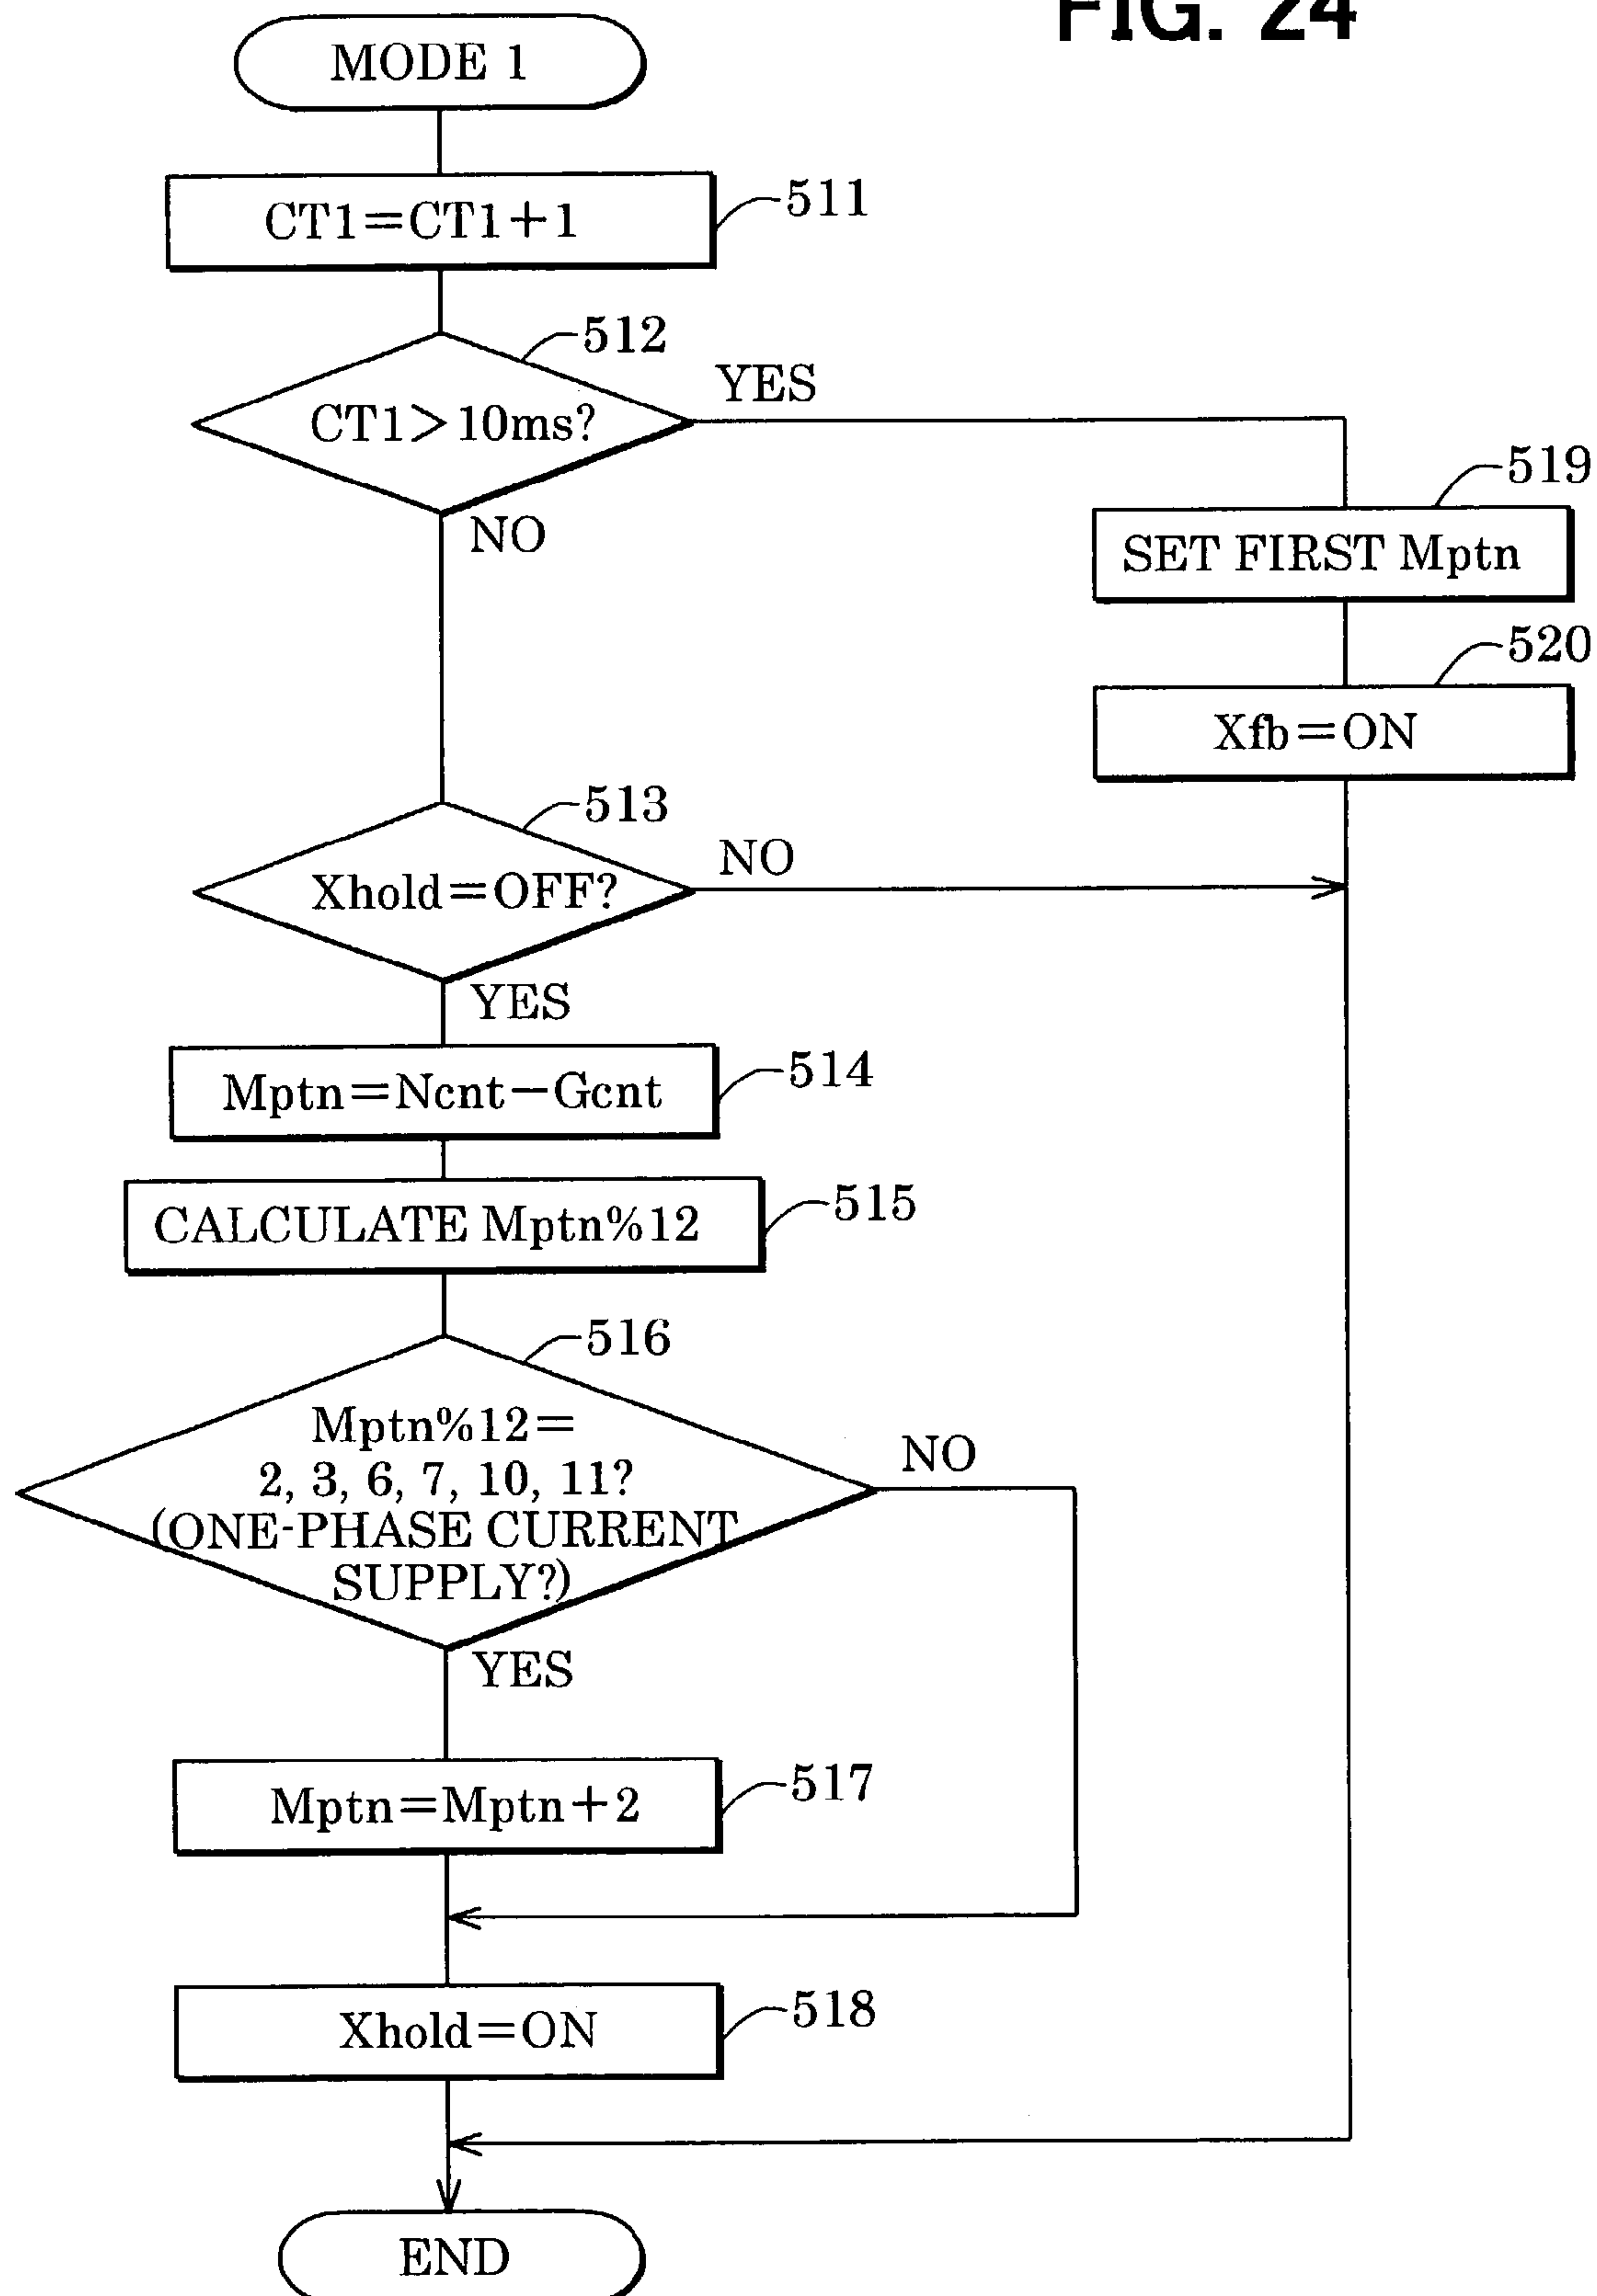 FIG. 24
MODE 1
CT1=CT1+1
511
512
CT1>10ms?
YES
NO
519
SET FIRST Mptn
520
Xfb=ON
513
Xhold=OFF?
NO
YES
Mptn=Ncnt−Gcnt
514
CALCULATE Mptn%12
515
516
Mptn%12=
2, 3, 6, 7, 10, 11?
(ONE-PHASE CURRENT
SUPPLY?)
NO
YES
Mptn=Mptn+2
517
Xhold=ON
518
END